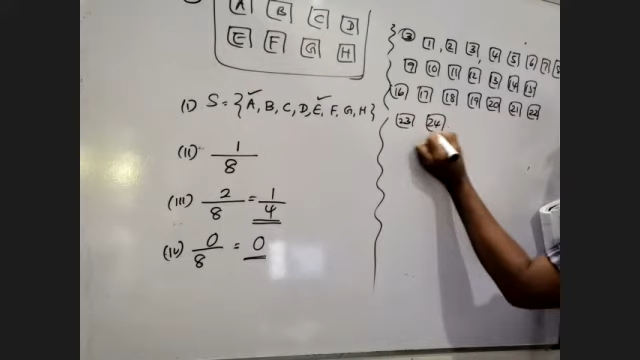 A B C D
E F G H
(i) S = {A, B, C, D, E, F, G, H}
(ii) 1/8
(iii) 2/8 = 1/4
(iv) 0/8 = 0
③ 1, 2 3, 4 5 6 7 8
9 10 11 12 13 14 15
16 17 18 19 20 21 22
23 24